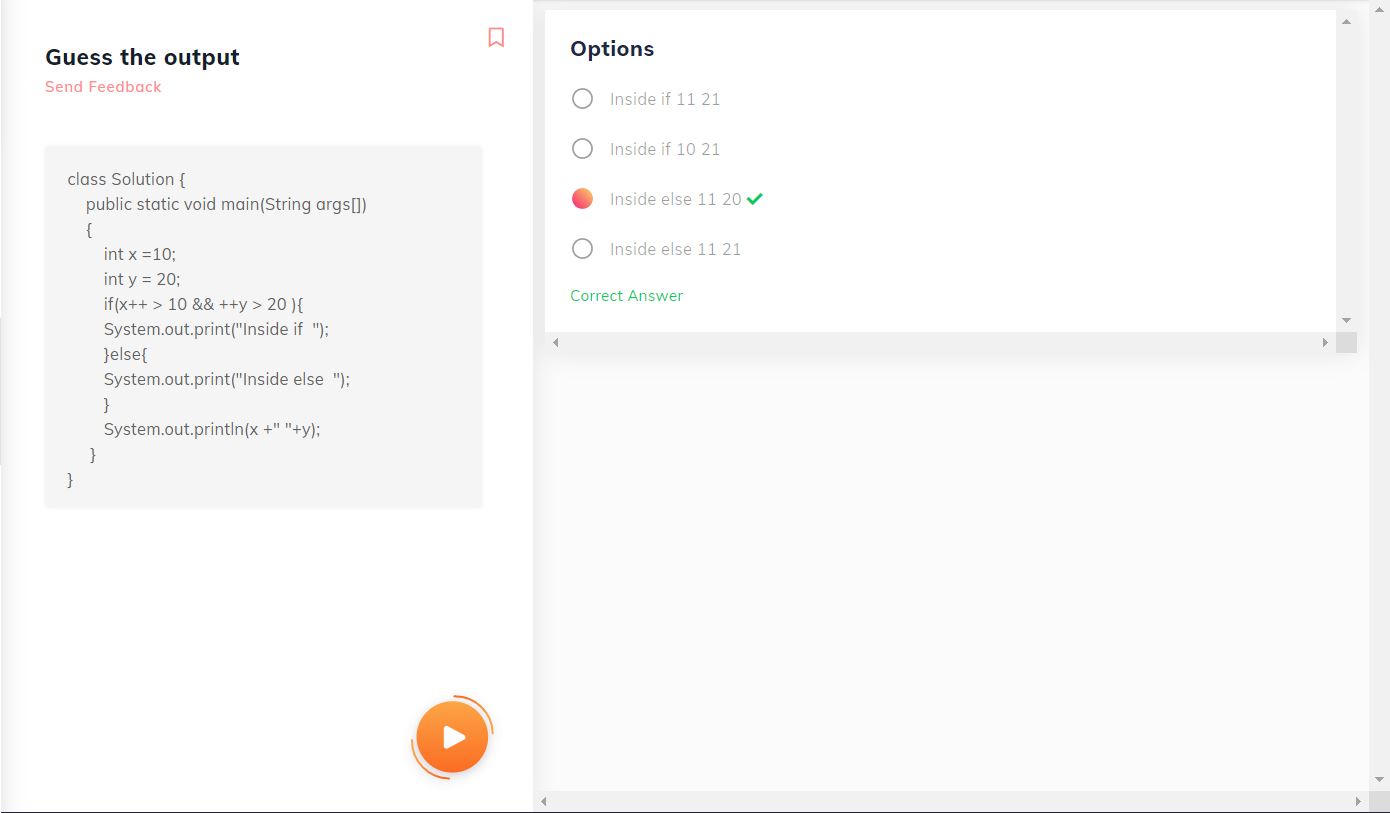 Guess the output
Send Feedback
class Solution {
public static void main(String args[])
{
int x =10;
int y = 20;
if(x++ > 10 && ++y > 20 ){
System.out.print("Inside if  ");
}else{
System.out.print("Inside else  ");
}
System.out.println(x +" "+y);
}
}
Options
Inside if 11 21
Inside if 10 21
Inside else 11 20
Inside else 11 21
Correct Answer